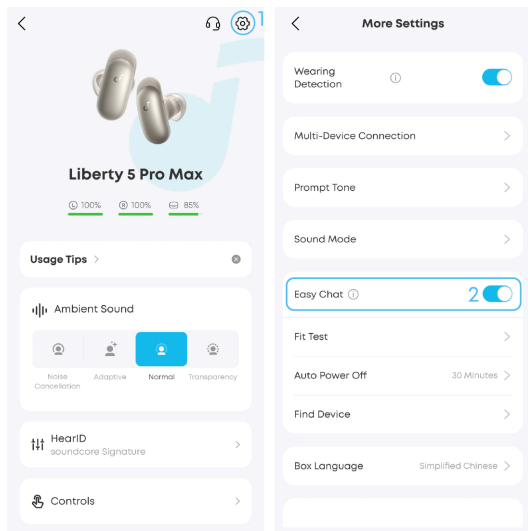 1
Liberty 5 Pro Max
L 100%
R 100%
85%
Usage Tips
Ambient Sound
Noise
Cancellation
Adaptive
Normal
Transparency
HearID
soundcore Signature
Controls
More Settings
Wearing
Detection
Multi-Device Connection
Prompt Tone
Sound Mode
Easy Chat
2
Fit Test
Auto Power Off
30 Minutes
Find Device
Box Language
Simplified Chinese